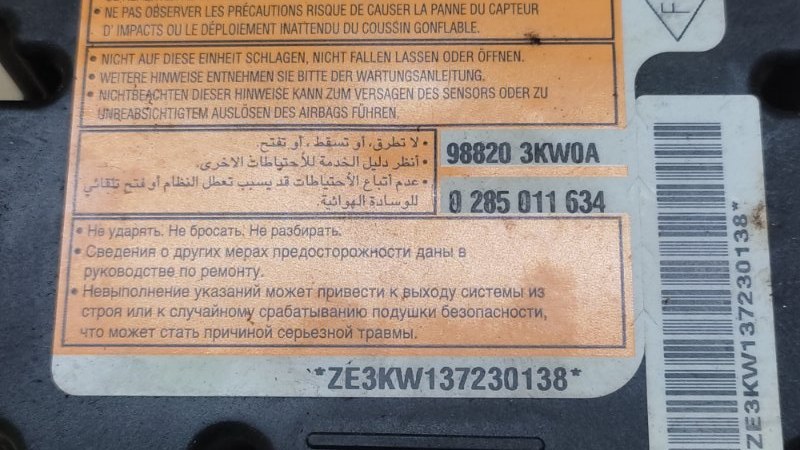 • NE PAS OBSERVER LES PRÉCAUTIONS RISQUE DE CAUSER LA PANNE DU CAPTEUR
D'IMPACTS OU LE DÉPLOIEMENT INATTENDU DU COUSSIN GONFLABLE.
• NICHT AUF DIESE EINHEIT SCHLAGEN, NICHT FALLEN LASSEN ODER ÖFFNEN.
• WEITERE HINWEISE ENTNEHMEN SIE BITTE DER WARTUNGSANLEITUNG.
• NICHTBEACHTEN DIESER HINWEISE KANN ZUM VERSAGEN DES SENSORS ODER ZU
UNBEABSICHTIGTEM AUSLÖSEN DES AIRBAGS FÜHREN.
• لا تطرق، أو تسقط ، أو تفتح.
• أنظر دليل الخدمة للأحتياطات الاخرى.
• عدم أتباع الأحتياطات قد يسبب تعطل النظام أو فتح تلقائي
للوسادة الهوائية.
98820 3KW0A
0 285 011 634
• Не ударять. Не бросать. Не разбирать.
• Сведения о других мерах предосторожности даны в
руководстве по ремонту.
• Невыполнение указаний может привести к выходу системы из
строя или к случайному срабатыванию подушки безопасности,
что может стать причиной серьезной травмы.
*ZE3KW137230138*
*ZE3KW137230138*